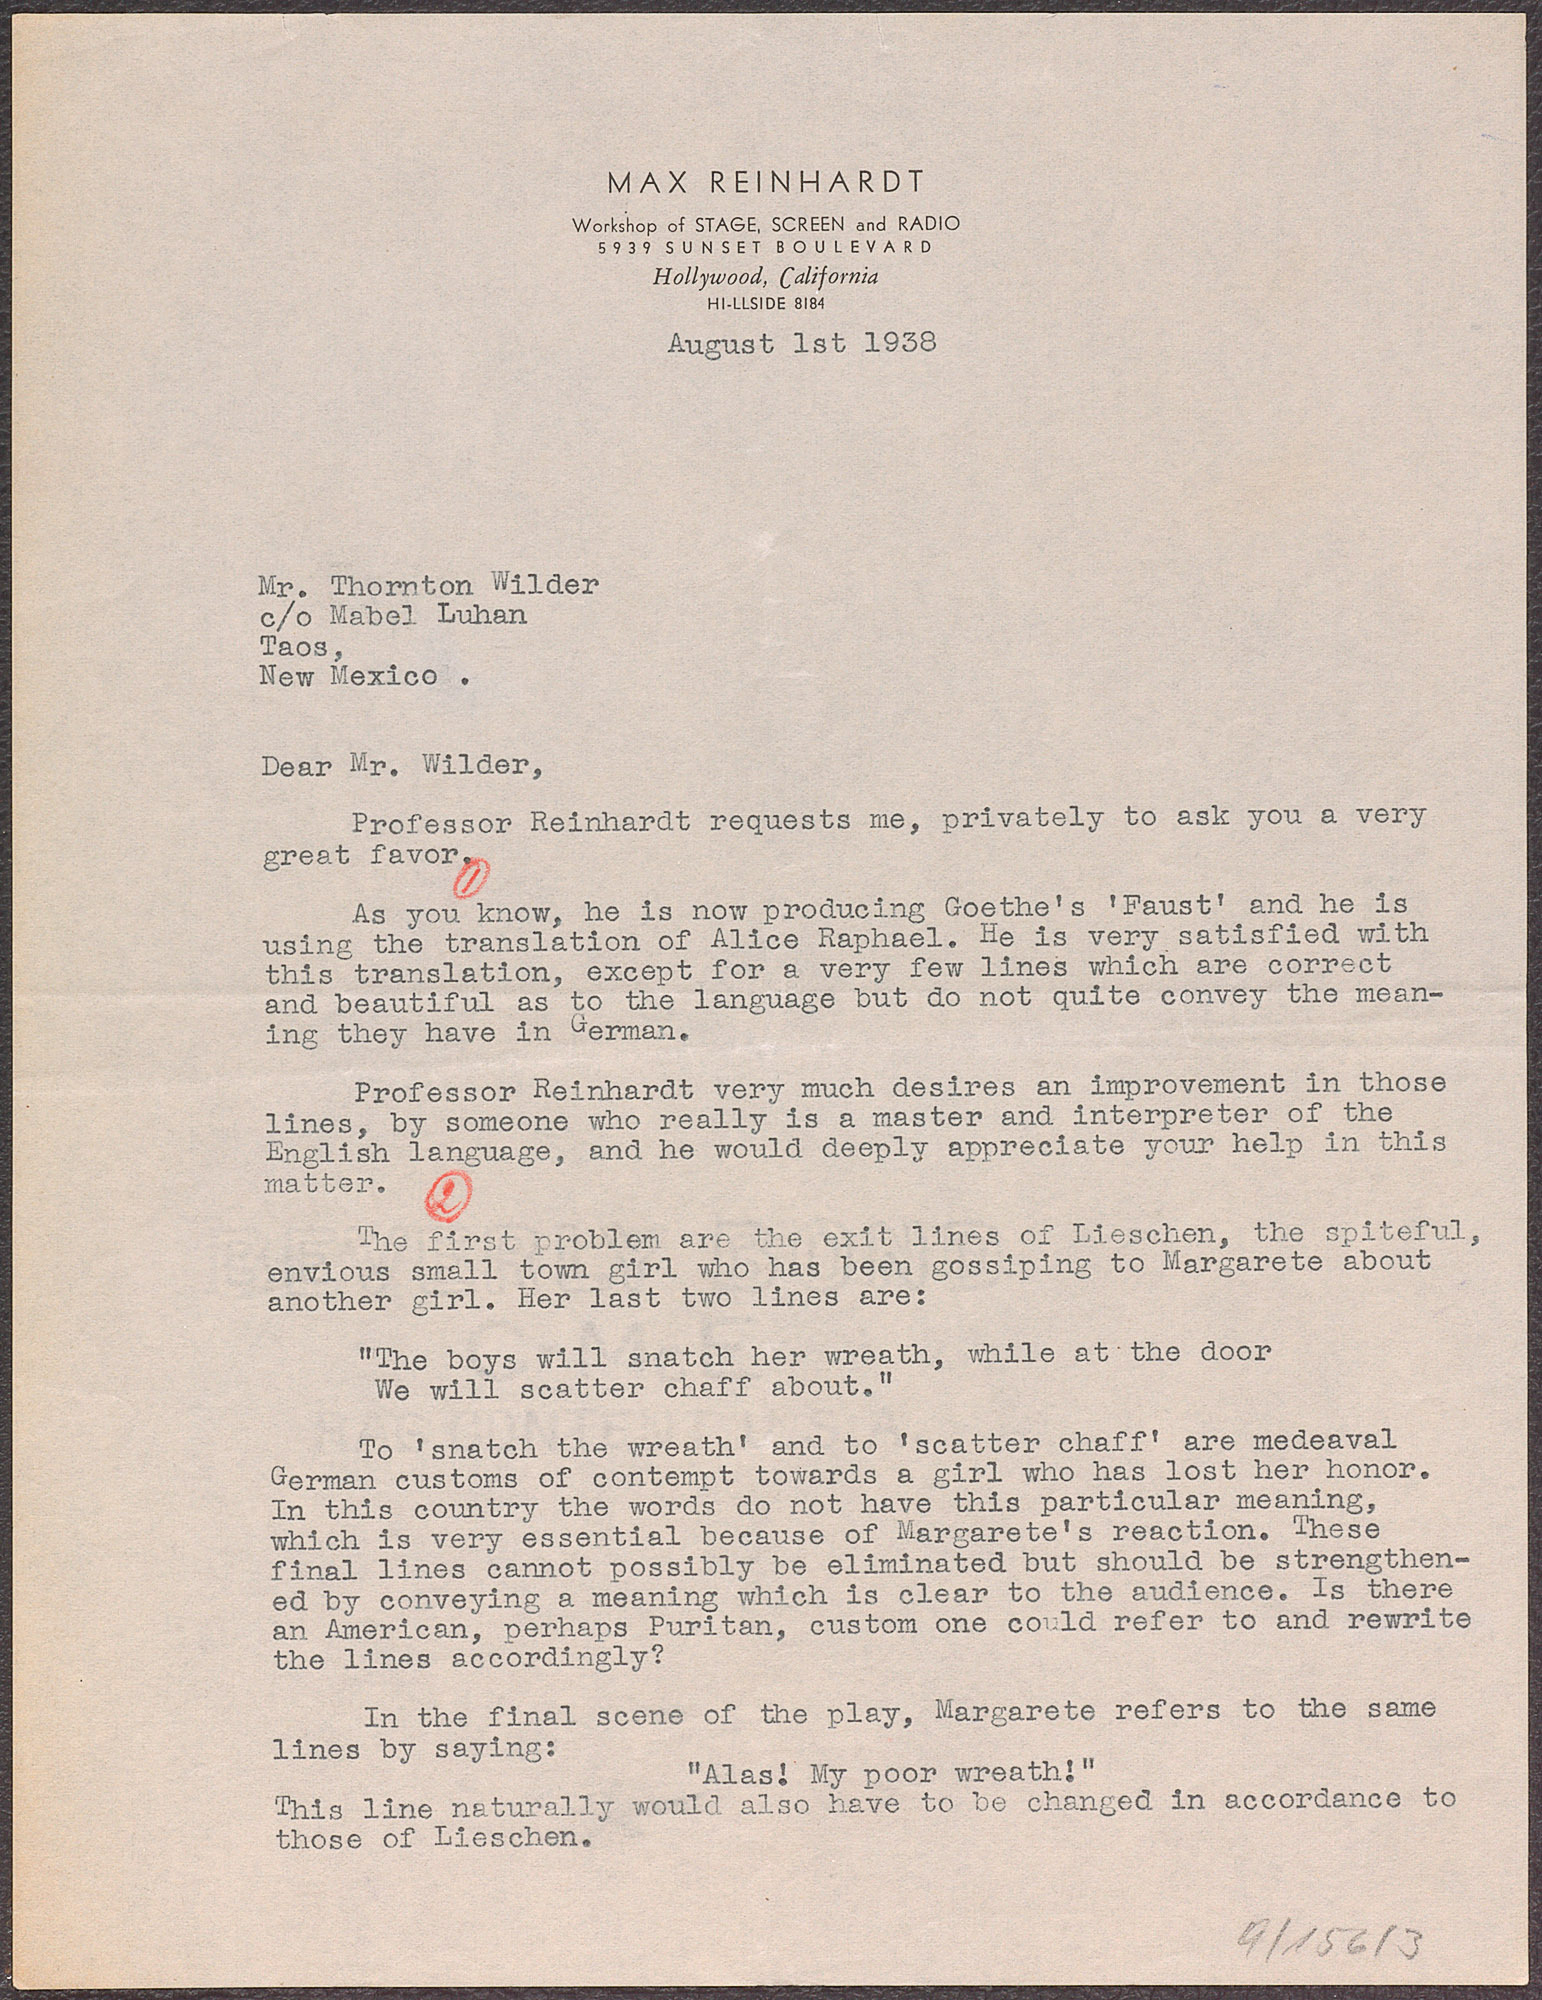 MAX REINHARDT
Workshop of STAGE, SCREEN and RADIO
5939 SUNSET BOULEVARD
Hollywood, California
HI-LLSIDE 8184
August 1st 1938
Mr. Thornton Wilder
c/o Mabel Luhan
Taos,
New Mexico .
Dear Mr. Wilder,
Professor Reinhardt requests me, privately to ask you a very
great favor.
1
As you know, he is now producing Goethe's 'Faust' and he is
using the translation of Alice Raphael. He is very satisfied with
this translation, except for a very few lines which are correct
and beautiful as to the language but do not quite convey the mean-
ing they have in German.
Professor Reinhardt very much desires an improvement in those
lines, by someone who really is a master and interpreter of the
English language, and he would deeply appreciate your help in this
matter.
2
The first problem are the exit lines of Lieschen, the spiteful,
envious small town girl who has been gossiping to Margarete about
another girl. Her last two lines are:
"The boys will snatch her wreath, while at the door
We will scatter chaff about."
To 'snatch the wreath' and to 'scatter chaff' are medeaval
German customs of contempt towards a girl who has lost her honor.
In this country the words do not have this particular meaning,
which is very essential because of Margarete's reaction. These
final lines cannot possibly be eliminated but should be strengthen-
ed by conveying a meaning which is clear to the audience. Is there
an American, perhaps Puritan, custom one could refer to and rewrite
the lines accordingly?
In the final scene of the play, Margarete refers to the same
lines by saying:
"Alas! My poor wreath!"
This line naturally would also have to be changed in accordance to
those of Lieschen.
9/156/3